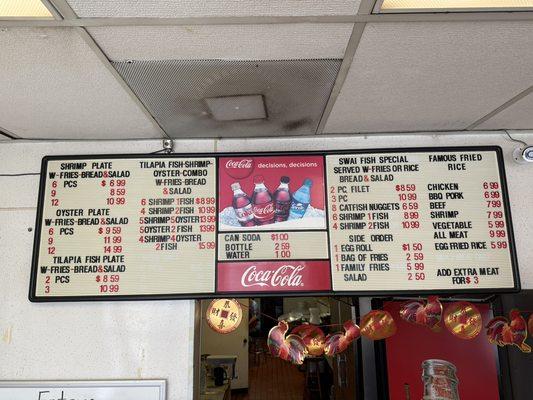 SHRIMP PLATE
W-FRIES-BREAD&SALAD
6 PCS $ 6.99
9 8.59
12 10.99
OYSTER PLATE
W-FRIES-BREAD&SALAD
6 $ 9.59
9 11.99
12 14.99
TILAPIA FISH PLATE
W-FRIES-BREAD&SALAD
2 PCS $ 8.59
3 10.99
TILAPIA FISH-SHRIMP-
OYSTER-COMBO
W-FRIES-BREAD
& SALAD
6 SHRIMP 1 FISH $8.99
4 SHRIMP 2 FISH 10.99
5 SHRIMP 5 OYSTER 13.99
5 OYSTER 2 FISH 13.99
4 SHRIMP 4 OYSTER
2 FISH 15.99
Coca-Cola decisions, decisions.
CAN SODA $1.00
BOTTLE 2.59
WATER 1.00
Coca-Cola
SWAI FISH SPECIAL
SERVED W-FRIES OR RICE
BREAD & SALAD
2 PC. FILET $8.59
3 PC. 10.99
8 CATFISH NUGGETS 6.59
6 SHRIMP 1 FISH 8.99
4 SHRIMP 2 FISH 10.99
SIDE ORDER
1 EGG ROLL $1.50
1 BAG OF FRIES 2.59
1 FAMILY FRIES 5.99
SALAD 2.50
FAMOUS FRIED
RICE
CHICKEN 6.99
BBQ PORK 6.99
BEEF 7.99
SHRIMP 7.99
VEGETABLE 5.99
ALL MEAT 9.99
EGG FRIED RICE 5.99
ADD EXTRA MEAT
FOR $3
恭喜發財